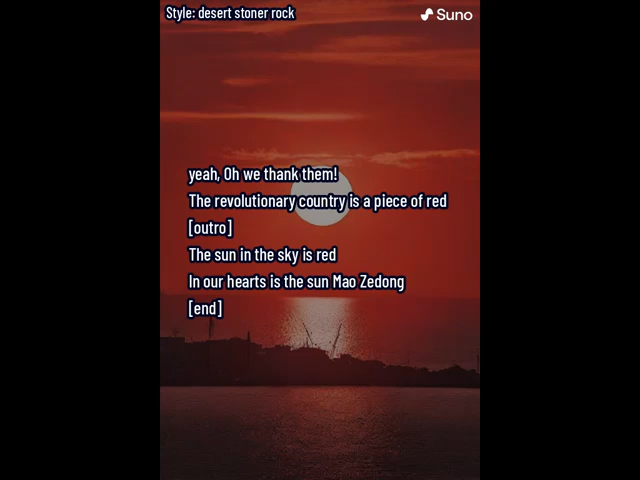 Style: desert stoner rock
Suno
yeah, Oh we thank them!
The revolutionary country is a piece of red
[outro]
The sun in the sky is red
In our hearts is the sun Mao Zedong
[end]